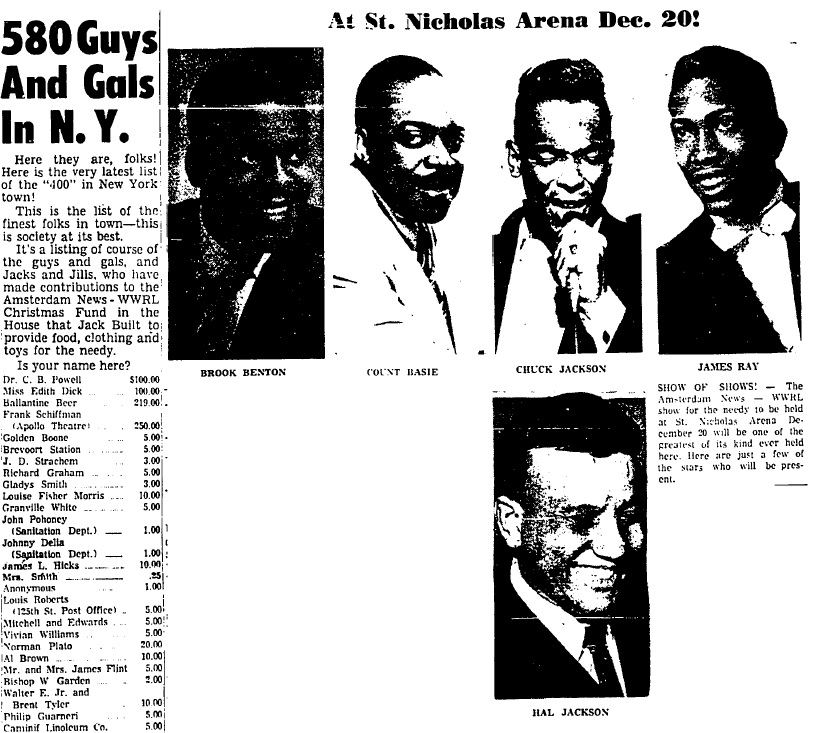 At St. Nicholas Arena Dec. 20!
580 Guys
And Gals
In N. Y.
Here they are, folks!
Here is the very latest list
of the "400" in New York
town!
This is the list of the
finest folks in town—this
is society at its best.
It's a listing of course of
the guys and gals, and
Jacks and Jills, who have
made contributions to the
Amsterdam News - WWRL
Christmas Fund in the
House that Jack Built to
provide food, clothing and
toys for the needy.
Is your name here?
Dr. C. B. Powell $100.00
Miss Edith Dick 100.00
Ballantine Beer 219.00
Frank Schiffman
(Apollo Theatre) 250.00
Golden Boone 5.00
Brevoort Station 5.00
J. D. Strachem 3.00
Richard Graham 5.00
Gladys Smith 3.00
Louise Fisher Morris 10.00
Granville White 5.00
John Pohoney
(Sanitation Dept.) 1.00
Johnny Delia
(Sanitation Dept.) 1.00
James L. Hicks 10.00
Mrs. Smith .25
Anonymous 1.00
Louis Roberts
(125th St. Post Office) 5.00
Mitchell and Edwards 5.00
Vivian Williams 5.00
Norman Plato 20.00
Al Brown 10.00
Mr. and Mrs. James Flint 5.00
Bishop W Garden 2.00
Walter E. Jr. and
Brent Tyler 10.00
Philip Guarneri 5.00
Caminif Linoleum Co. 5.00
BROOK BENTON
COUNT BASIE
CHUCK JACKSON
JAMES RAY
SHOW OF SHOWS! — The
Amsterdam News — WWRL
show for the needy to be held
at St. Nicholas Arena De-
cember 20 will be one of the
greatest of its kind ever held
here. Here are just a few of
the stars who will be pres-
ent.
HAL JACKSON